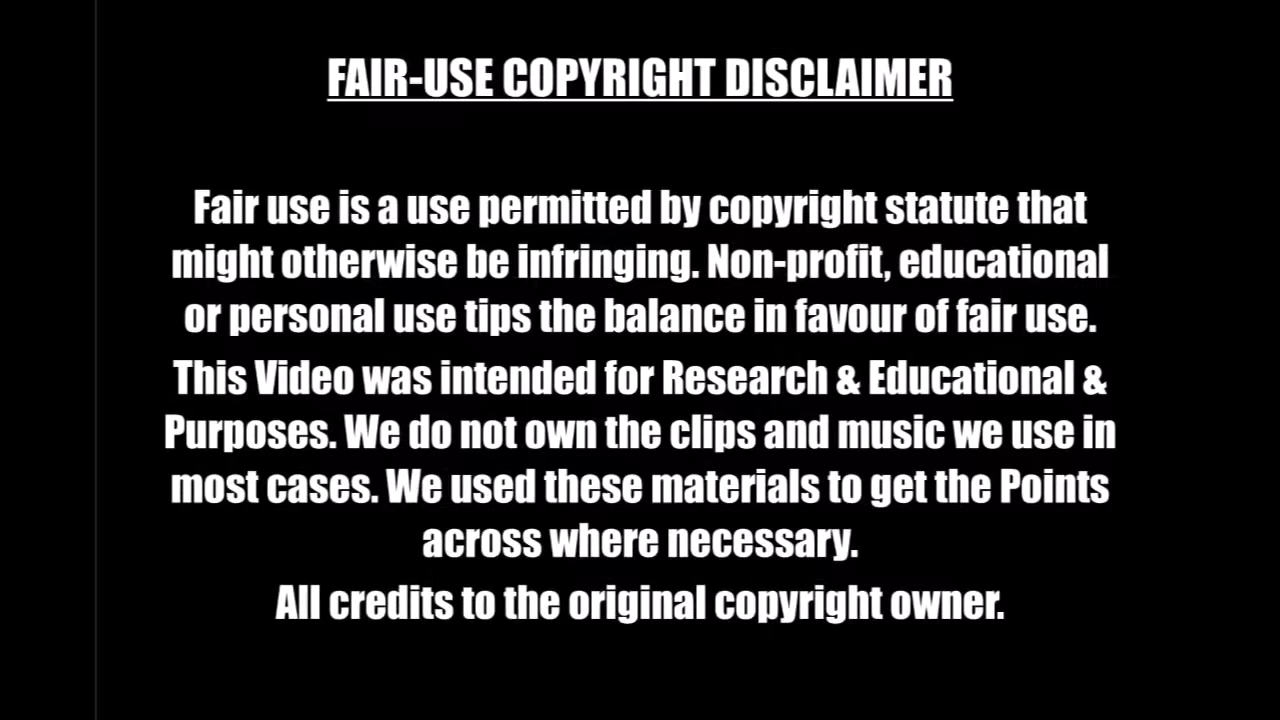 FAIR-USE COPYRIGHT DISCLAIMER
Fair use is a use permitted by copyright statute that
might otherwise be infringing. Non-profit, educational
or personal use tips the balance in favour of fair use.
This Video was intended for Research & Educational &
Purposes. We do not own the clips and music we use in
most cases. We used these materials to get the Points
across where necessary.
All credits to the original copyright owner.